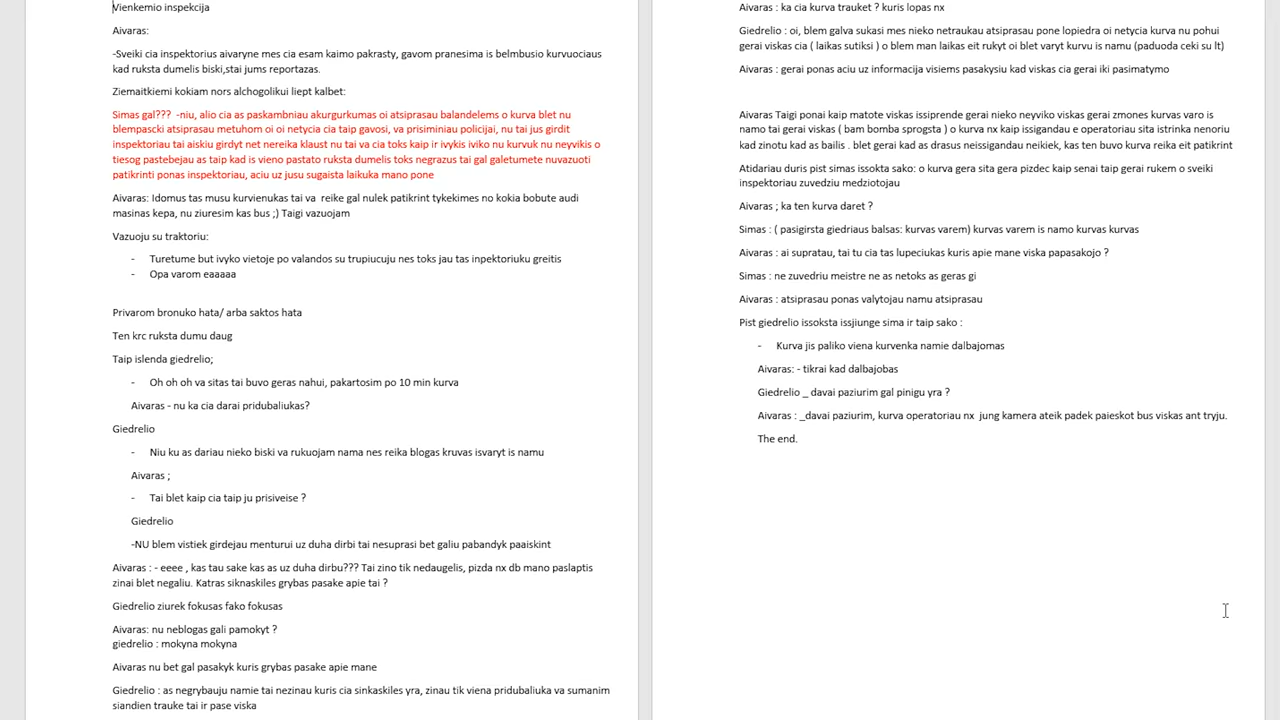 Vienkemio inspekcija
Aivaras:
-Sveiki cia inspektorius aivaryne mes cia esam kaimo pakrasty, gavom pranesima is belmbusio kurvuociaus
kad ruksta dumelis biski,stai jums reportazas.
Ziemaitkiemi kokiam nors alchogolikui liept kalbet:
Simas gal??? -niu, alio cia as paskambniau akurgurkumas oi atsiprasau balandelems o kurva blet nu
blempascki atsiprasau metuhom oi oi netycia cia taip gavosi, va prisiminiau policijai, nu tai jus girdit
inspektoriau tai aiskiu girdyt net nereika klaust nu tai va cia toks kaip ir ivykis iviko nu kurvuk nu neyvikis o
tiesog pastebejau as taip kad is vieno pastato ruksta dumelis toks negrazus tai gal galetumete nuvazuoti
patikrinti ponas inspektoriau, aciu uz jusu sugaista laikuka mano pone
Aivaras: Idomus tas musu kurvienukas tai va  reike gal nulek patikrint tykekimes no kokia bobute audi
masinas kepa, nu ziuresim kas bus ;) Taigi vazuojam
Vazuoju su traktoriu:
- Turetume but ivyko vietoje po valandos su trupiucuju nes toks jau tas inpektoriuku greitis
- Opa varom eaaaaa
Privarom bronuko hata/ arba saktos hata
Ten krc ruksta dumu daug
Taip islenda giedrelio;
- Oh oh oh va sitas tai buvo geras nahui, pakartosim po 10 min kurva
Aivaras - nu ka cia darai pridubaliukas?
Giedrelio
- Niu ku as dariau nieko biski va rukuojam nama nes reika blogas kruvas isvaryt is namu
Aivaras ;
- Tai blet kaip cia taip ju prisiveise ?
Giedrelio
-NU blem vistiek girdejau menturui uz duha dirbi tai nesuprasi bet galiu pabandyk paaiskint
Aivaras : - eeee , kas tau sake kas as uz duha dirbu??? Tai zino tik nedaugelis, pizda nx db mano paslaptis
zinai blet negaliu. Katras siknaskiles grybas pasake apie tai ?
Giedrelio ziurek fokusas fako fokusas
Aivaras: nu neblogas gali pamokyt ?
giedrelio : mokyna mokyna
Aivaras nu bet gal pasakyk kuris grybas pasake apie mane
Giedrelio : as negrybauju namie tai nezinau kuris cia sinkaskiles yra, zinau tik viena pridubaliuka va sumanim
siandien trauke tai ir pase viska
Aivaras : ka cia kurva trauket ? kuris lopas nx
Giedrelio : oi, blem galva sukasi mes nieko netraukau atsiprasau pone lopiedra oi netycia kurva nu pohui
gerai viskas cia ( laikas sutiksi ) o blem man laikas eit rukyt oi blet varyt kurvu is namu (paduoda ceki su lt)
Aivaras : gerai ponas aciu uz informacija visiems pasakysiu kad viskas cia gerai iki pasimatymo
Aivaras Taigi ponai kaip matote viskas issiprende gerai nieko neyviko viskas gerai zmones kurvas varo is
namo tai gerai viskas ( bam bomba sprogsta ) o kurva nx kaip issigandau e operatoriau sita istrinka nenoriu
kad zinotu kad as bailis . blet gerai kad as drasus neissigandau neikiek, kas ten buvo kurva reika eit patikrint
Atidariau duris pist simas issokta sako: o kurva gera sita gera pizdec kaip senai taip gerai rukem o sveiki
inspektoriau zuvedziu medziotojau
Aivaras ; ka ten kurva daret ?
Simas : ( pasigirsta giedriaus balsas: kurvas varem) kurvas varem is namo kurvas kurvas
Aivaras : ai supratau, tai tu cia tas lupeciukas kuris apie mane viska papasakojo ?
Simas : ne zuvedriu meistre ne as netoks as geras gi
Aivaras : atsiprasau ponas valytojau namu atsiprasau
Pist giedrelio issoksta issjiunge sima ir taip sako :
- Kurva jis paliko viena kurvenka namie dalbajomas
Aivaras: - tikrai kad dalbajobas
Giedrelio _ davai paziurim gal pinigu yra ?
Aivaras : _davai paziurim, kurva operatoriau nx  jung kamera ateik padek paieskot bus viskas ant tryju.
The end.